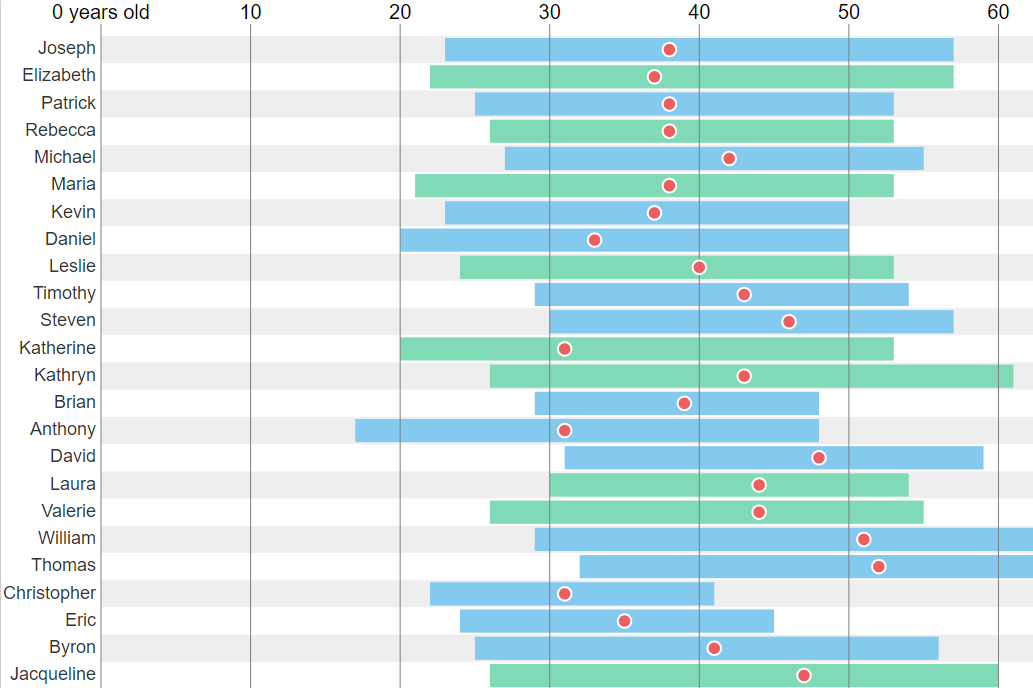 0 years old 10 20 30 40 50 60
Joseph
Elizabeth
Patrick
Rebecca
Michael
Maria
Kevin
Daniel
Leslie
Timothy
Steven
Katherine
Kathryn
Brian
Anthony
David
Laura
Valerie
William
Thomas
Christopher
Eric
Byron
Jacqueline